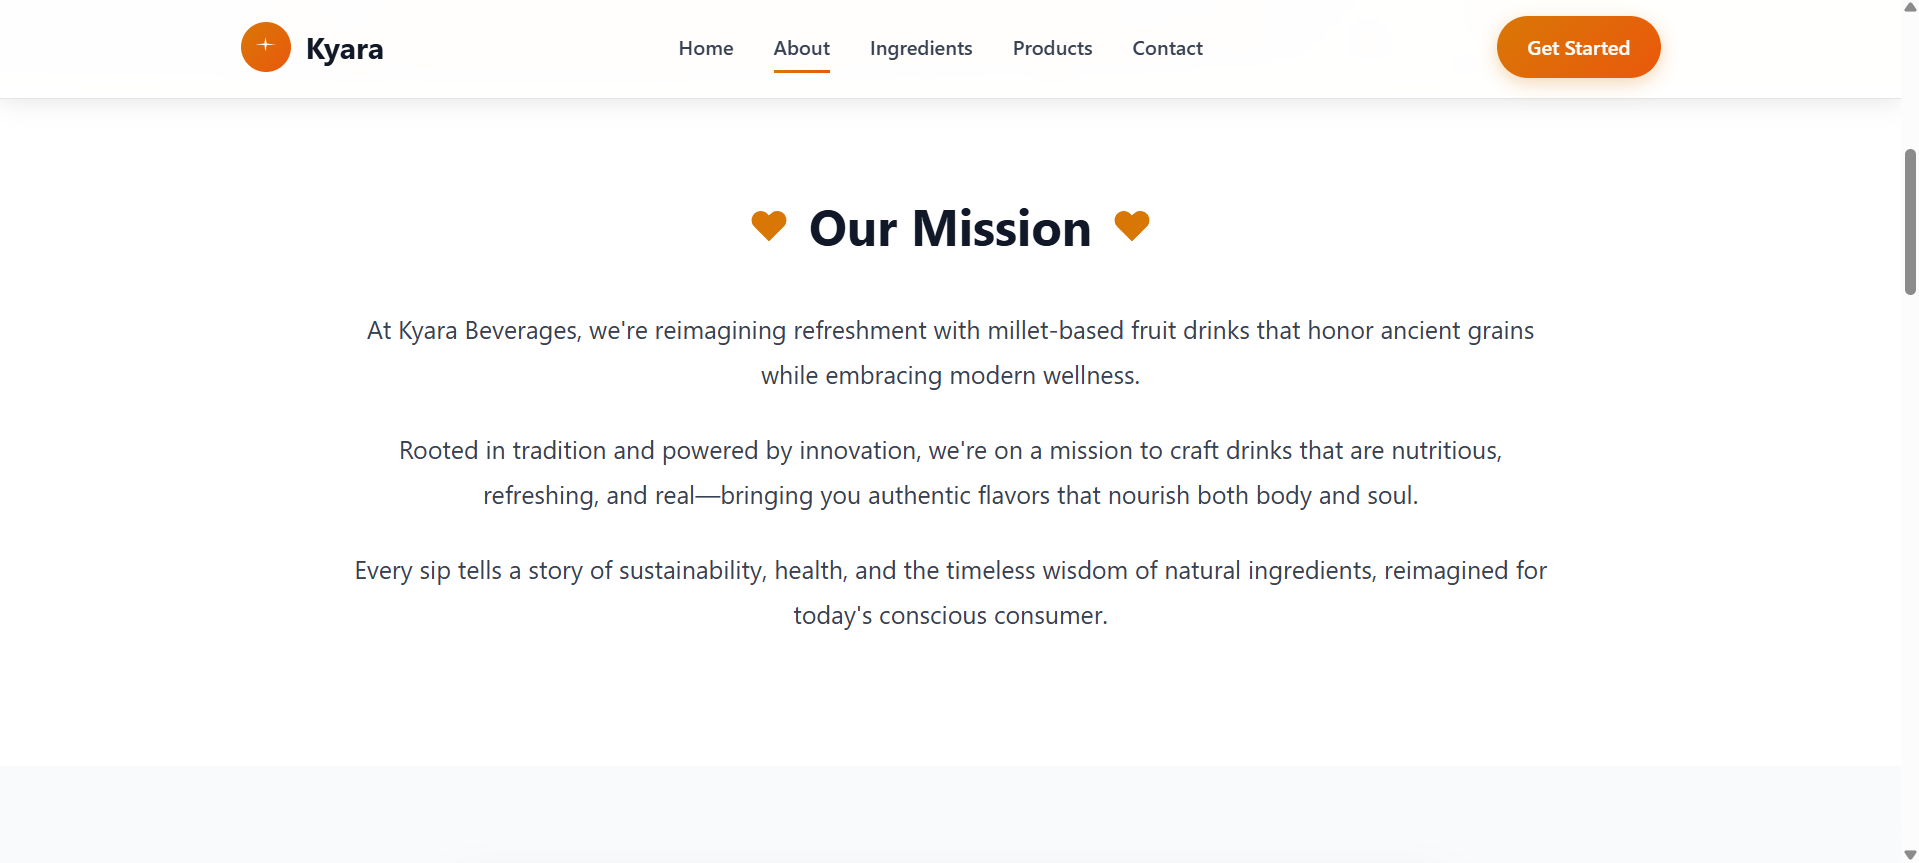 Kyara
Home
About
Ingredients
Products
Contact
Get Started
Our Mission
At Kyara Beverages, we're reimagining refreshment with millet-based fruit drinks that honor ancient grains
while embracing modern wellness.
Rooted in tradition and powered by innovation, we're on a mission to craft drinks that are nutritious,
refreshing, and real—bringing you authentic flavors that nourish both body and soul.
Every sip tells a story of sustainability, health, and the timeless wisdom of natural ingredients, reimagined for
today's conscious consumer.